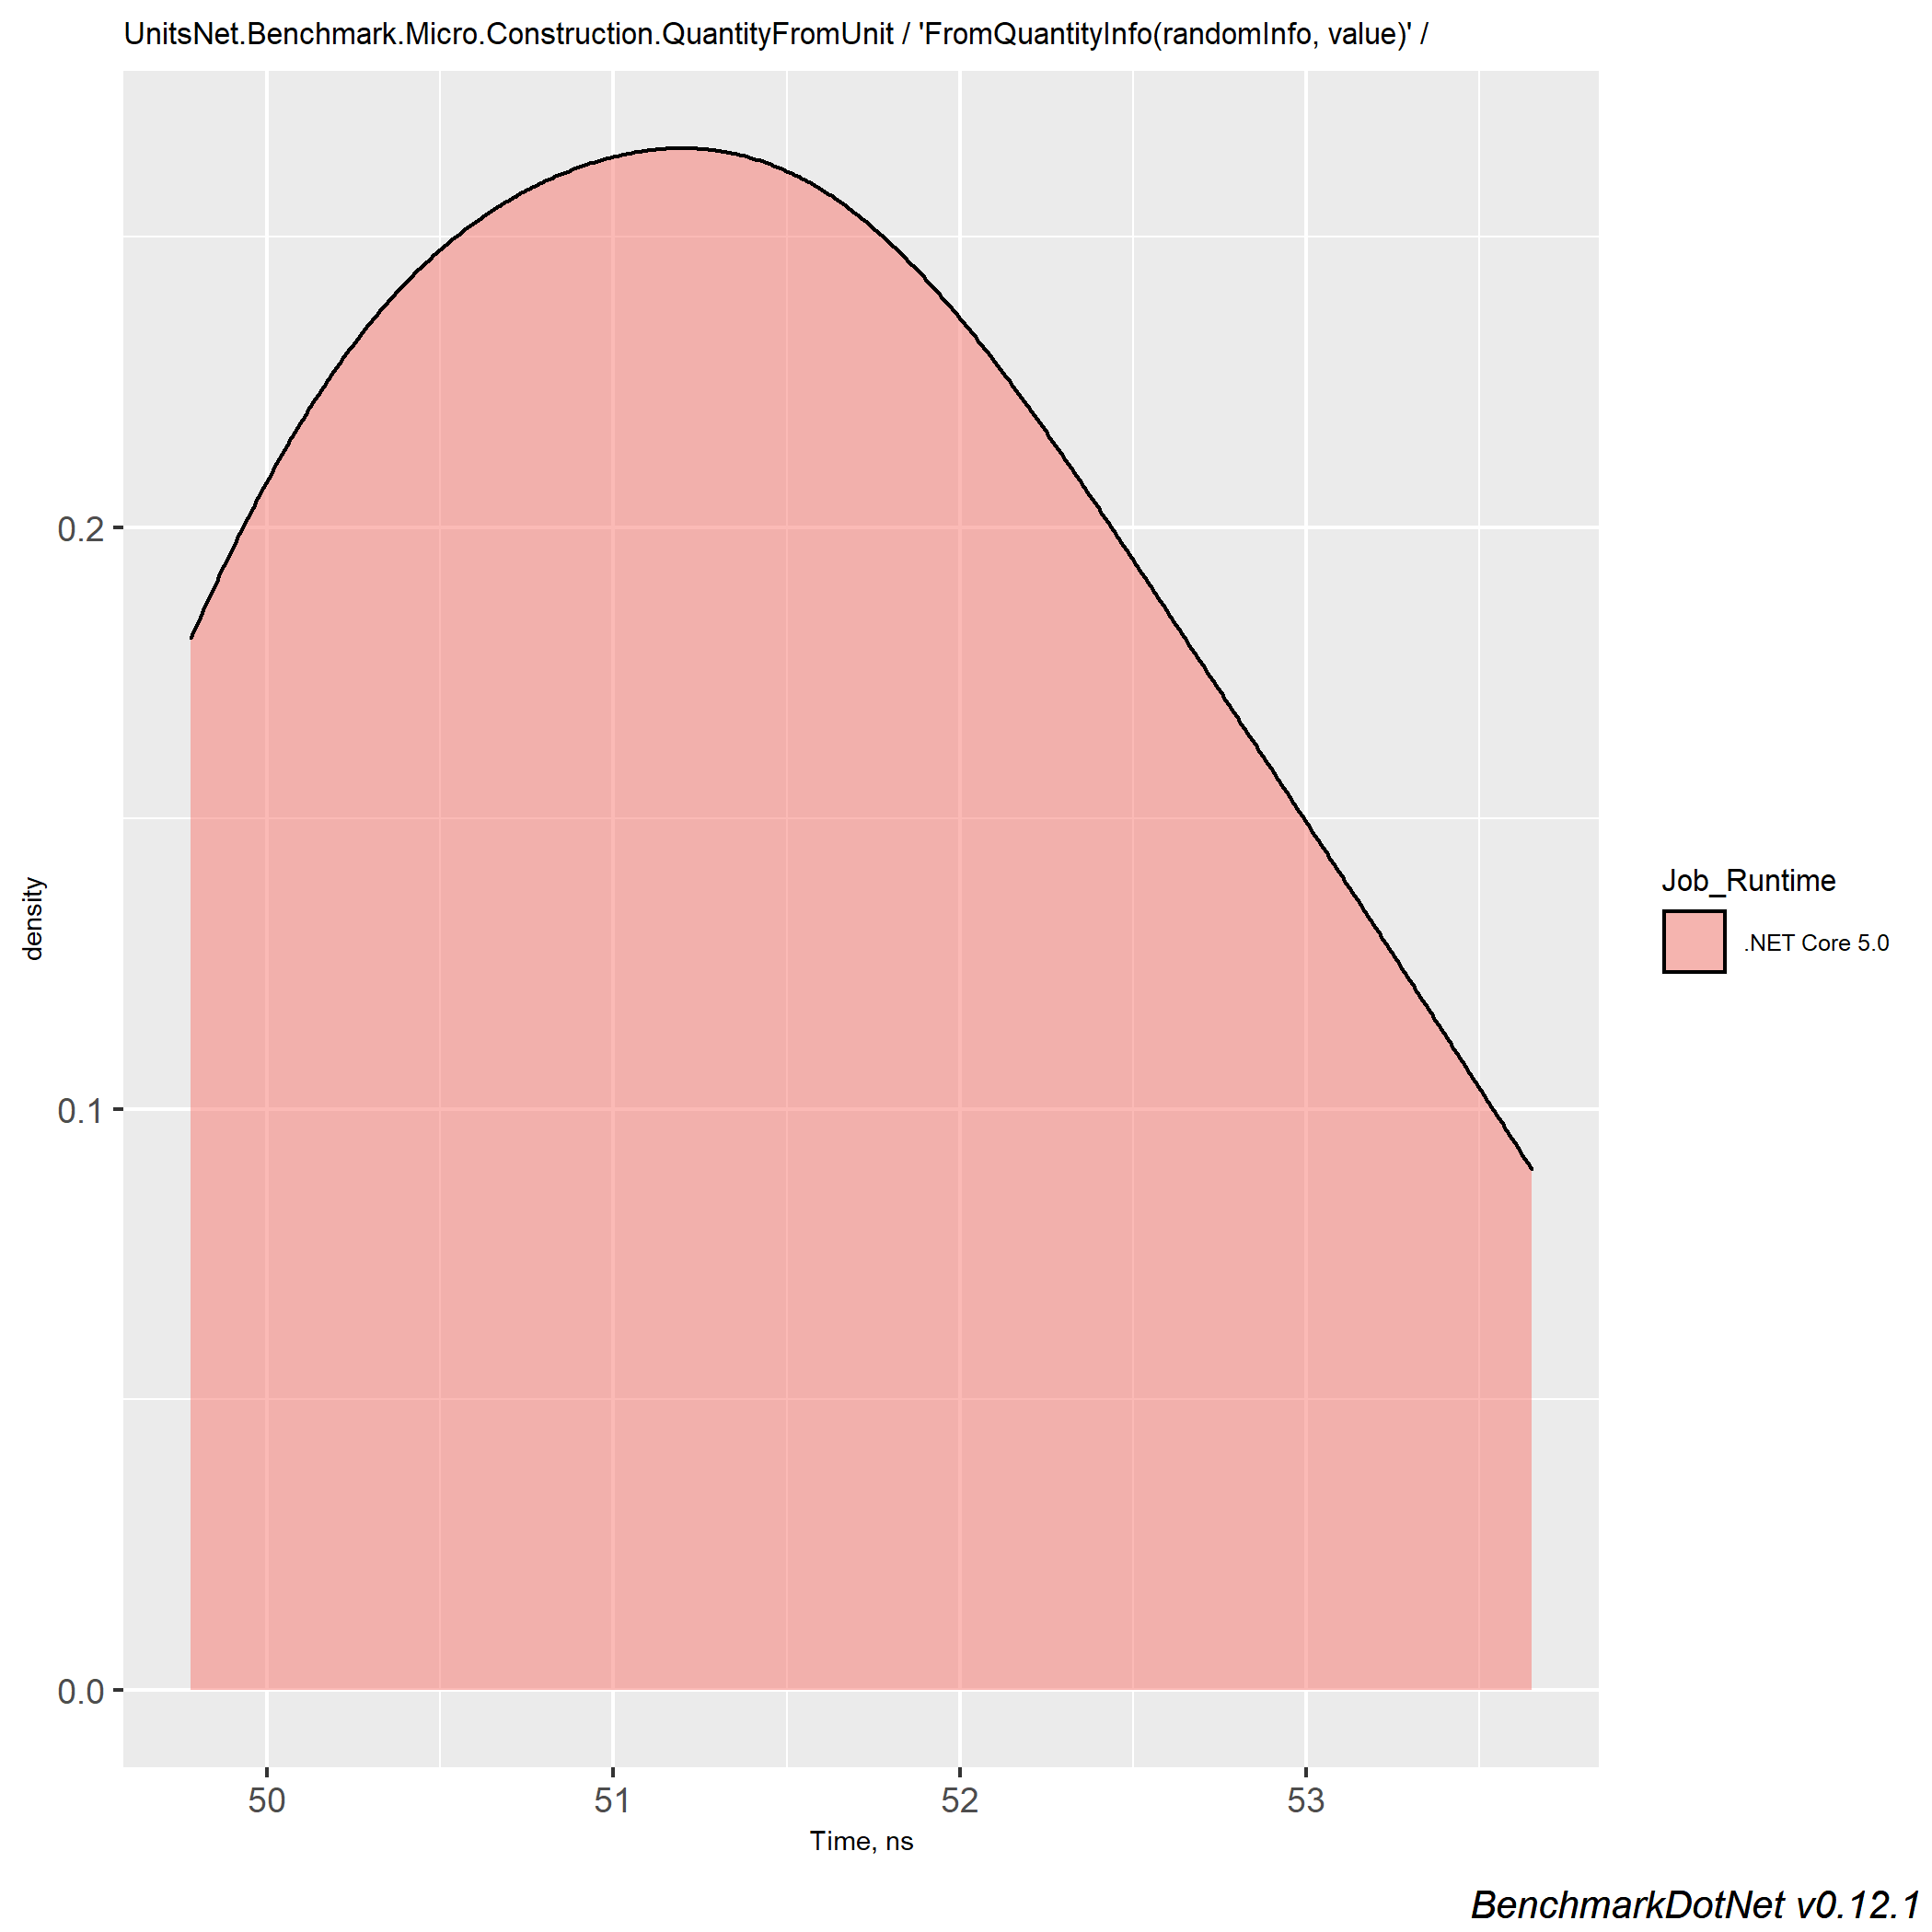 UnitsNet.Benchmark.Micro.Construction.QuantityFromUnit / 'FromQuantityInfo(randomInfo, value)' /
0.2
0.1
0.0
density
50 51 52 53
Time, ns
Job_Runtime
.NET Core 5.0
BenchmarkDotNet v0.12.1